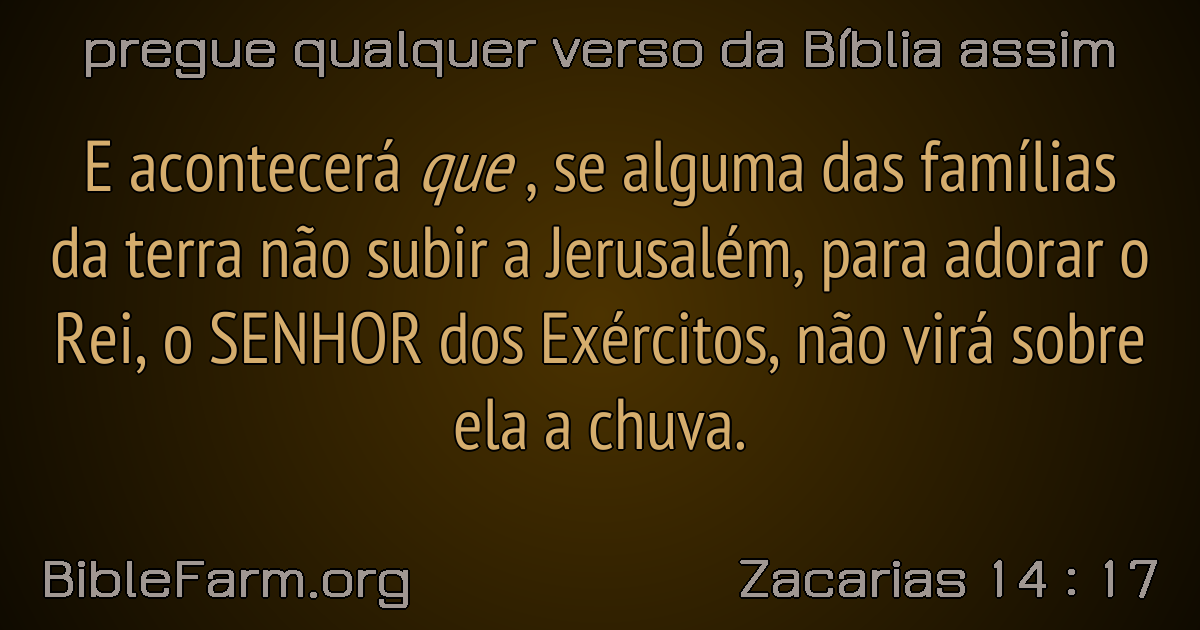 pregue qualquer verso da Bíblia assim
E acontecerá que , se alguma das famílias
da terra não subir a Jerusalém, para adorar o
Rei, o SENHOR dos Exércitos, não virá sobre
ela a chuva.
BibleFarm.org
Zacarias 14 : 17